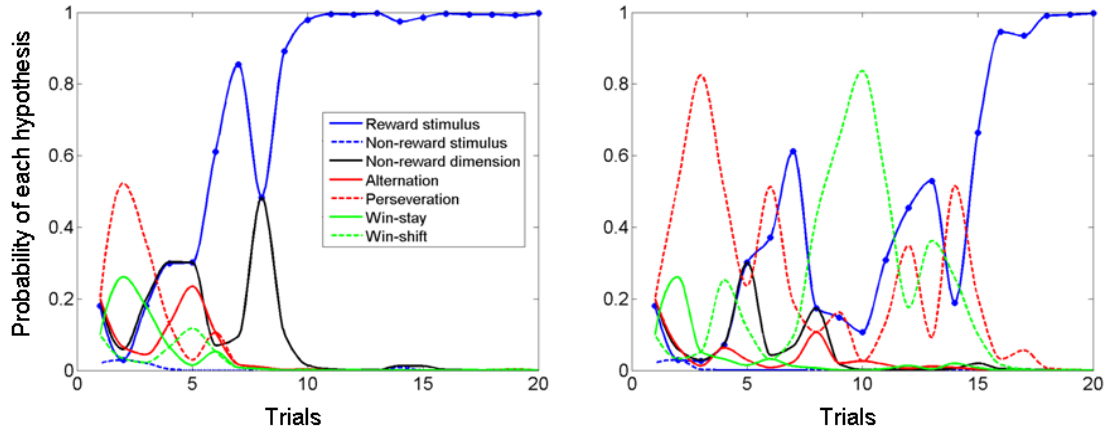 Probability of each hypothesis
1
0.8
0.6
0.4
0.2
0
Reward stimulus
Non-reward stimulus
Non-reward dimension
Alternation
Perseveration
Win-stay
Win-shift
0 5 10 15 20
Trials
1
0.8
0.6
0.4
0.2
0
0 5 10 15 20
Trials